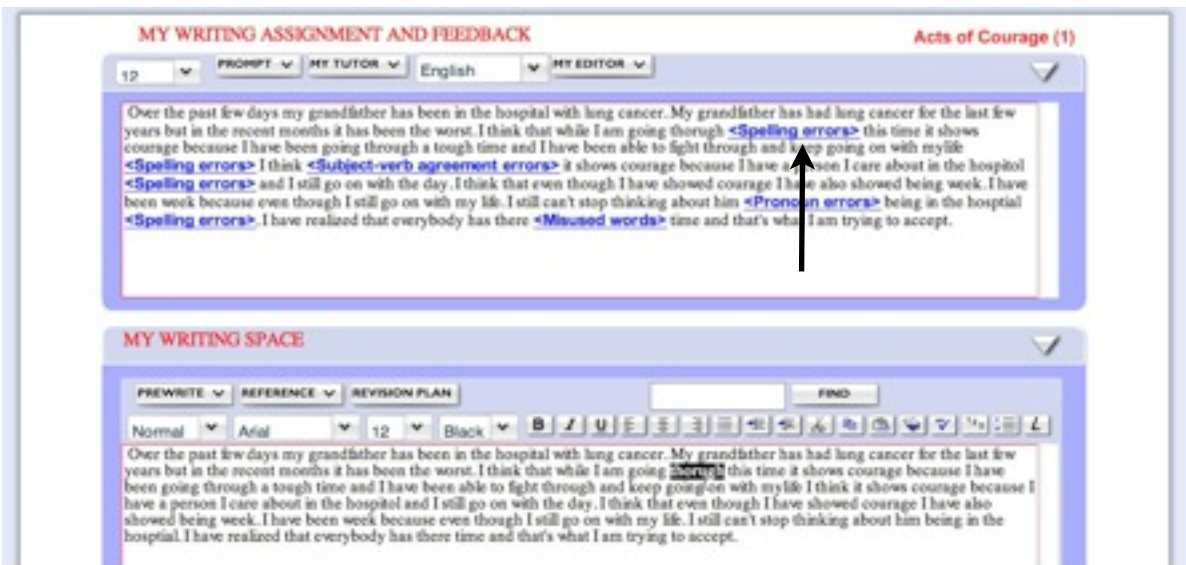 MY WRITING ASSIGNMENT AND FEEDBACK
Acts of Courage (1)
12 PROMPT MY TUTOR English MY EDITOR
Over the past few days my grandfather has been in the hospital with lung cancer. My grandfather has had lung cancer for the last few
years but in the recent months it has been the worst. I think that while I am going thorugh <Spelling errors> this time it shows
courage because I have been going through a tough time and I have been able to fight through and keep going on with mylife
<Spelling errors> I think <Subject-verb agreement errors> it shows courage because I have a person I care about in the hospitol
<Spelling errors> and I still go on with the day. I think that even though I have showed courage I have also showed being week. I have
been week because even though I still go on with my life. I still can't stop thinking about him <Pronoun errors> being in the hosptial
<Spelling errors>. I have realized that everybody has there <Misused words> time and that's what I am trying to accept.
MY WRITING SPACE
PREWRITE REFERENCE REVISION PLAN FIND
Normal Arial 12 Black B I U L
Over the past few days my grandfather has been in the hospital with lung cancer. My grandfather has had lung cancer for the last few
years but in the recent months it has been the worst. I think that while I am going thorugh this time it shows courage because I have
been going through a tough time and I have been able to fight through and keep going on with mylife I think it shows courage because I
have a person I care about in the hospitol and I still go on with the day. I think that even though I have showed courage I have also
showed being week. I have been week because even though I still go on with my life. I still can't stop thinking about him being in the
hosptial. I have realized that everybody has there time and that's what I am trying to accept.